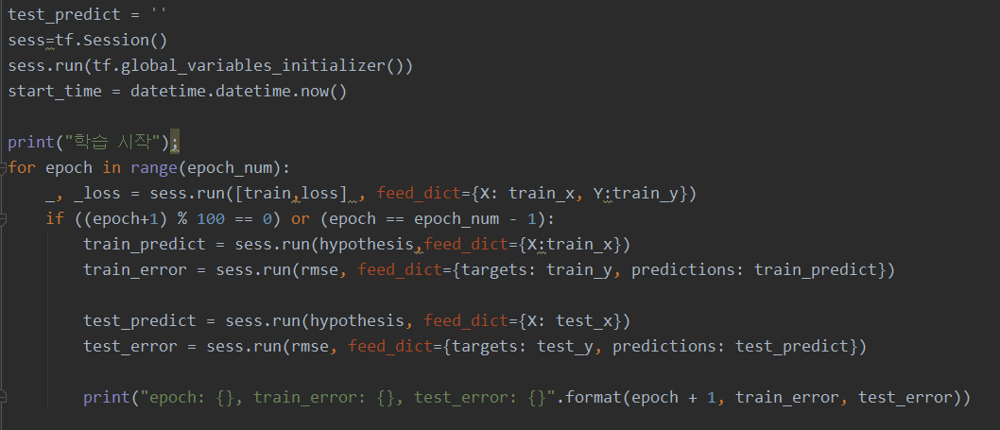 test_predict = ''
sess=tf.Session()
sess.run(tf.global_variables_initializer())
start_time = datetime.datetime.now()
print("학습 시작");
for epoch in range(epoch_num):
_, _loss = sess.run([train,loss] , feed_dict={X: train_x, Y:train_y})
if ((epoch+1) % 100 == 0) or (epoch == epoch_num - 1):
train_predict = sess.run(hypothesis,feed_dict={X:train_x})
train_error = sess.run(rmse, feed_dict={targets: train_y, predictions: train_predict})
test_predict = sess.run(hypothesis, feed_dict={X: test_x})
test_error = sess.run(rmse, feed_dict={targets: test_y, predictions: test_predict})
print("epoch: {}, train_error: {}, test_error: {}".format(epoch + 1, train_error, test_error))